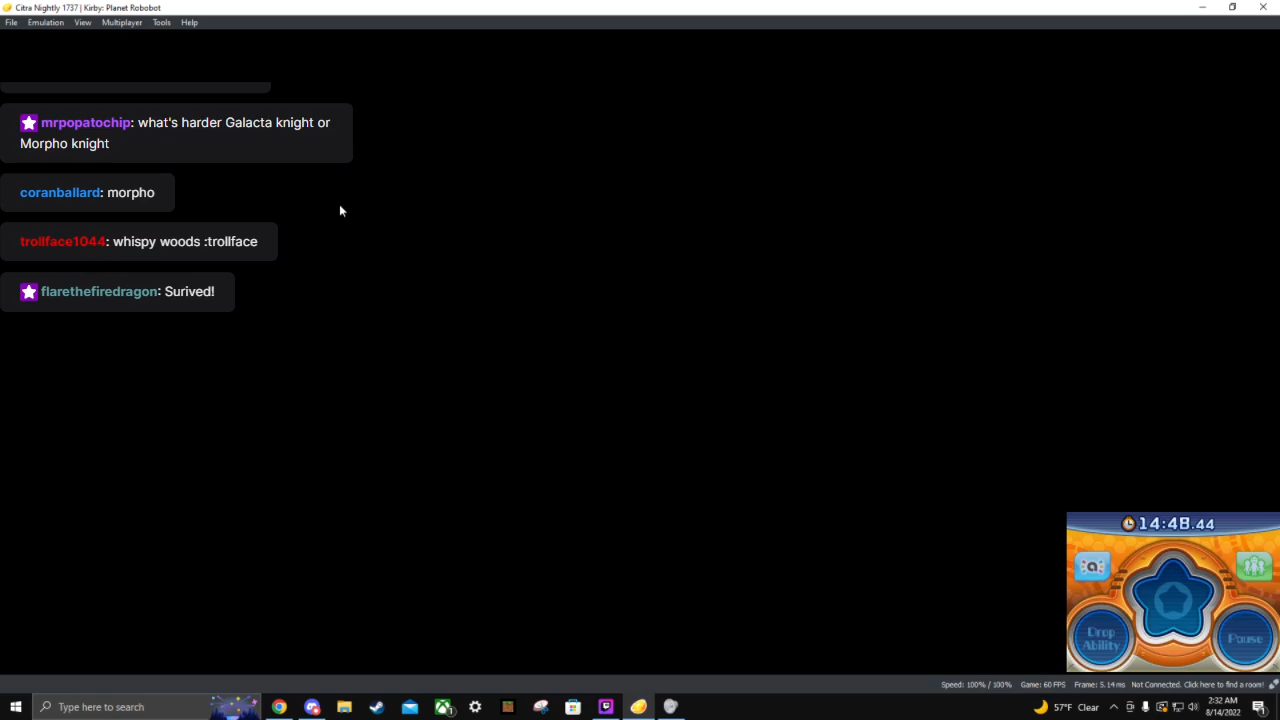 Citra Nightly 1737 | Kirby: Planet Robobot
File Emulation View Multiplayer Tools Help
mrpopatochip: what's harder Galacta knight or
Morpho knight
coranballard: morpho
trollface1044: whispy woods :trollface
flarethefiredragon: Surived!
14:48.44
a
Drop
Ability
Pause
Speed: 100% / 100% Game: 60 FPS Frame: 5.14 ms Not Connected. Click here to find a room!
Type here to search
57°F Clear
2:32 AM
8/14/2022
1
1